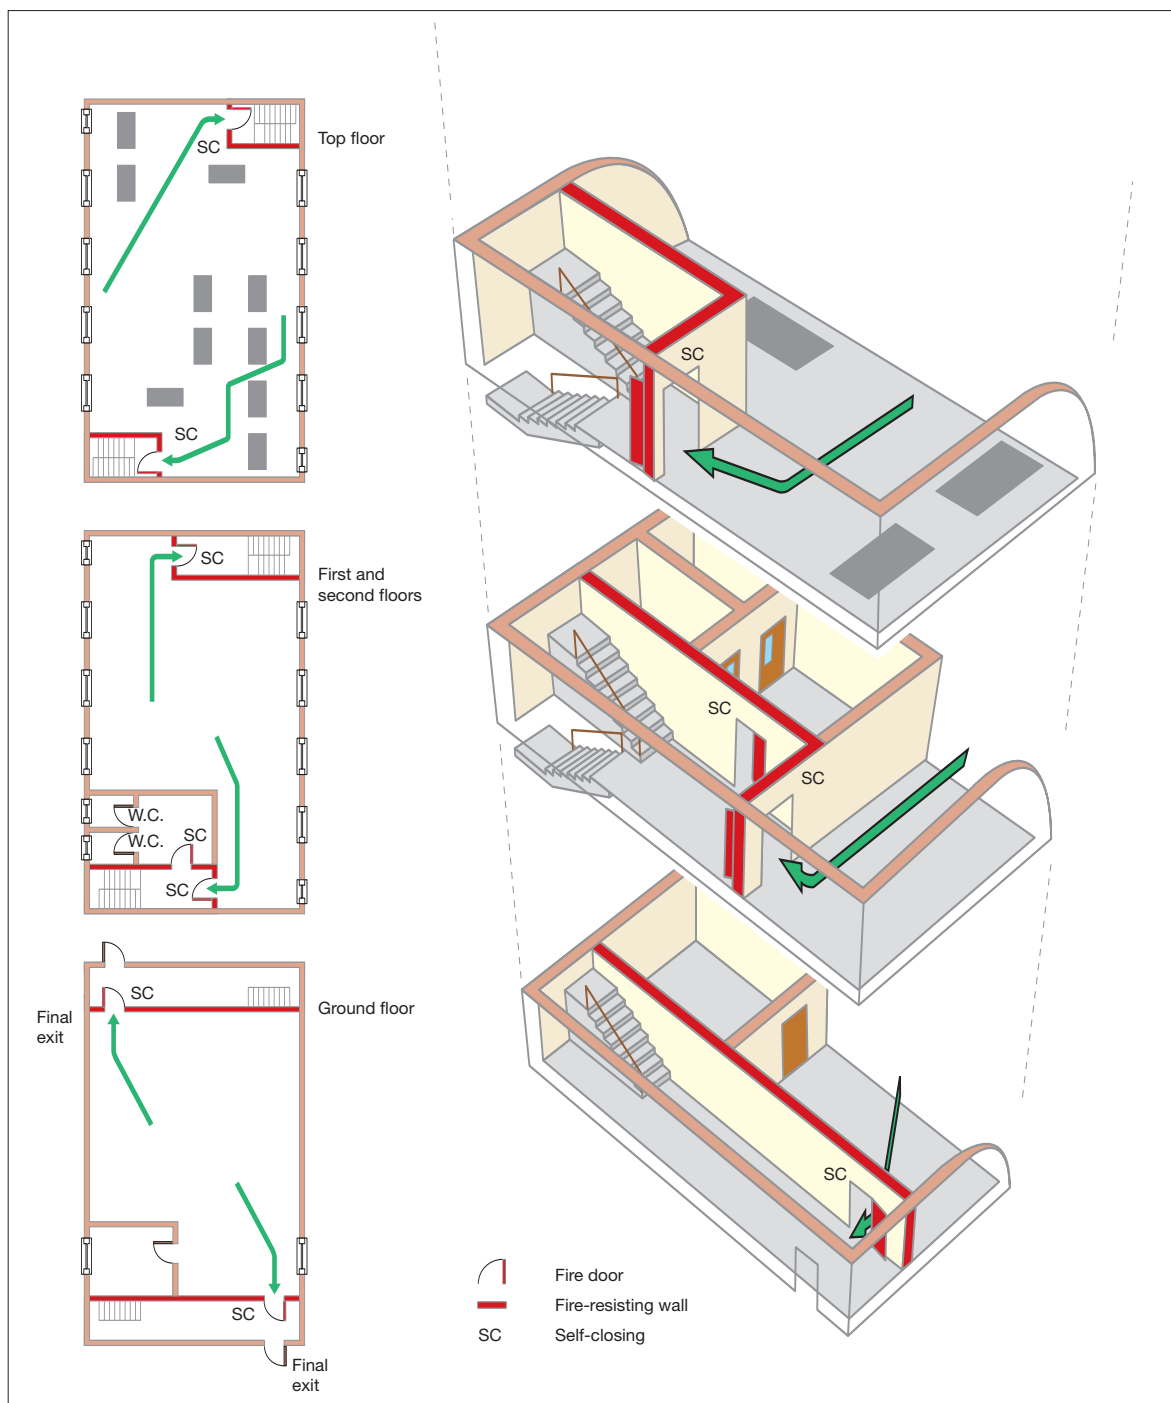 Top floor
SC
SC
SC
First and
second floors
W.C.
W.C.
SC
SC
SC
Final
exit
Ground floor
SC
Final
exit
SC
SC
SC
SC
Fire door
Fire-resisting wall
SC Self-closing